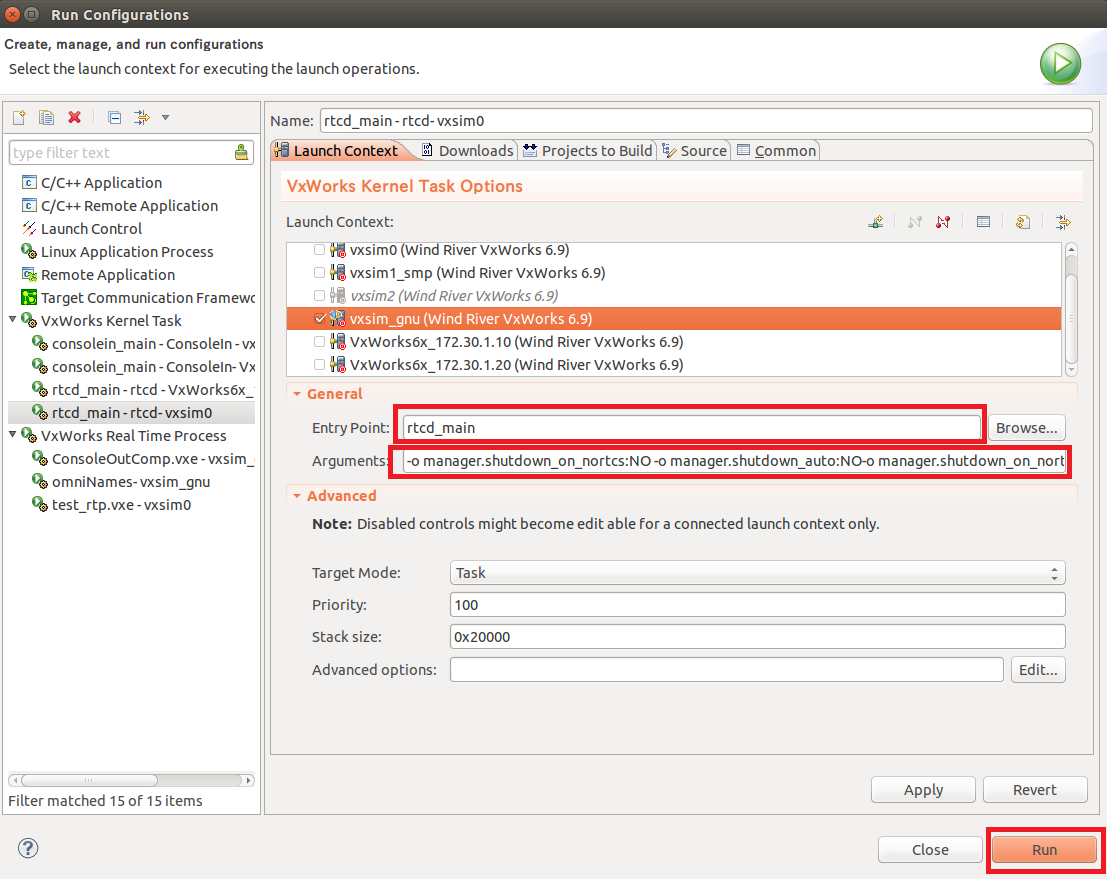 Run Configurations
Create, manage, and run configurations
Select the launch context for executing the launch operations.
type filter text
C/C++ Application
C/C++ Remote Application
Launch Control
Linux Application Process
Remote Application
Target Communication Framewo
VxWorks Kernel Task
consolein_main - ConsoleIn - vx
consolein_main - ConsoleIn- Vx
rtcd_main - rtcd - VxWorks6x_
rtcd_main - rtcd- vxsim0
VxWorks Real Time Process
ConsoleOutComp.vxe - vxsim_
omniNames- vxsim_gnu
test_rtp.vxe - vxsim0
Filter matched 15 of 15 items
Name: rtcd_main - rtcd- vxsim0
Launch Context Downloads Projects to Build Source Common
VxWorks Kernel Task Options
Launch Context:
vxsim0 (Wind River VxWorks 6.9)
vxsim1_smp (Wind River VxWorks 6.9)
vxsim2 (Wind River VxWorks 6.9)
vxsim_gnu (Wind River VxWorks 6.9)
VxWorks6x_172.30.1.10 (Wind River VxWorks 6.9)
VxWorks6x_172.30.1.20 (Wind River VxWorks 6.9)
General
Entry Point: rtcd_main Browse...
Arguments: -o manager.shutdown_on_nortcs:NO -o manager.shutdown_auto:NO-o manager.shutdown_on_nort
Advanced
Note: Disabled controls might become edit able for a connected launch context only.
Target Mode: Task
Priority: 100
Stack size: 0x20000
Advanced options: Edit...
Apply Revert
? Close Run